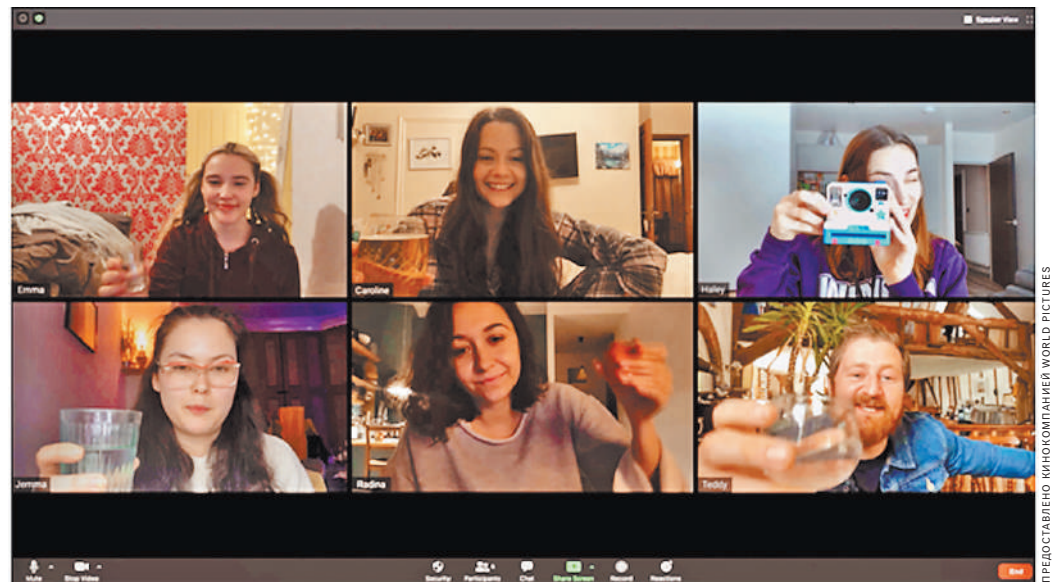 Speaker View
Emma
Caroline
Haley
Jemma
Radina
Teddy
Mute
Stop Video
Security
Participants
Chat
Share Screen
Record
Reactions
End
РЕДОСТАВЛЕНО КИНОКОМПАНИЕЙ WORLD PICTURES